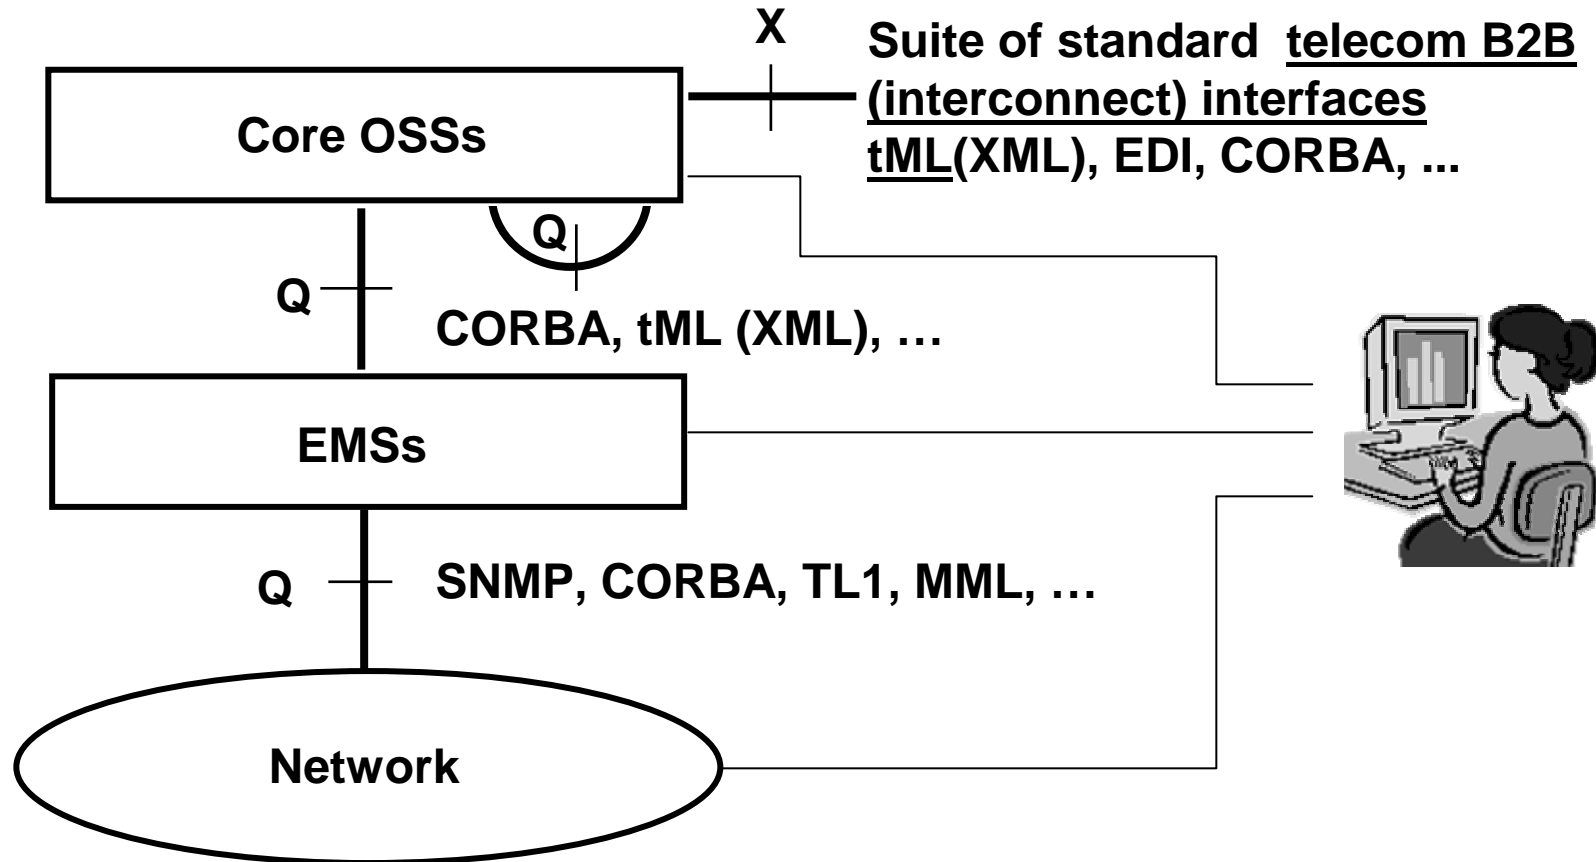 X
Suite of standard telecom B2B
(interconnect) interfaces
tML(XML), EDI, CORBA, ...
Core OSSs
Q
Q
CORBA, tML (XML), …
EMSs
Q
SNMP, CORBA, TL1, MML, …
Network